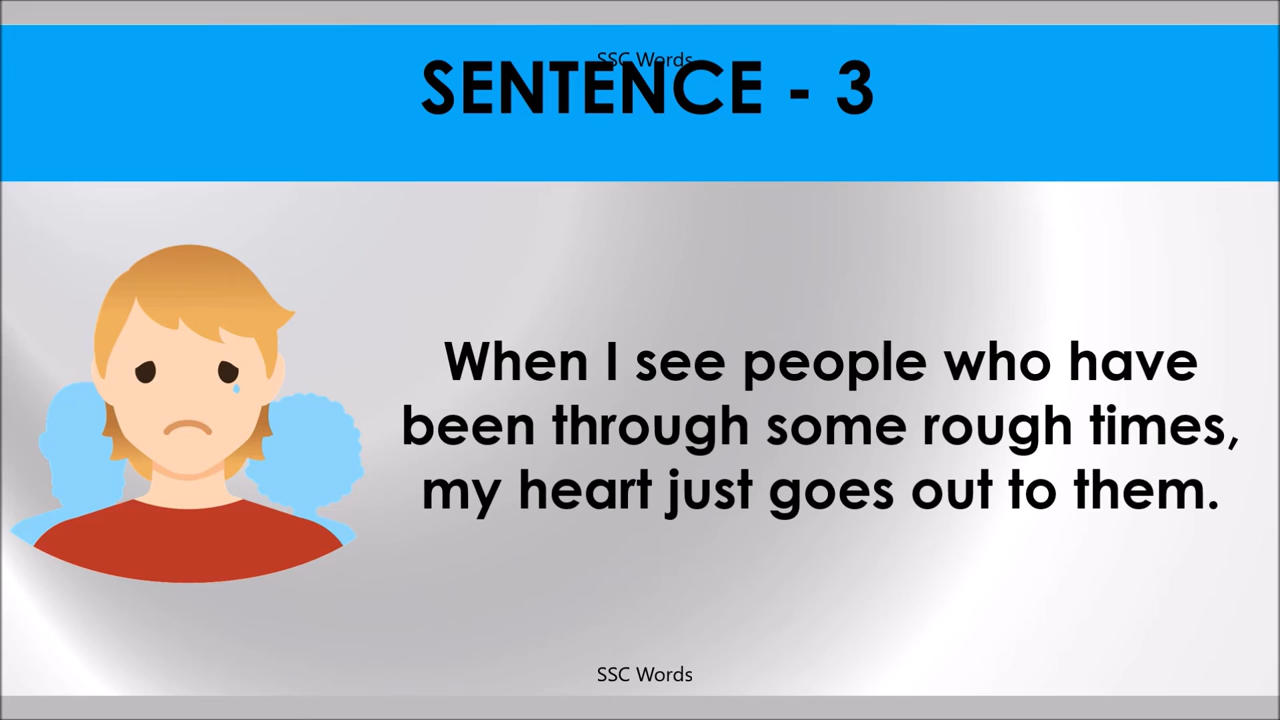 SSC Words
SENTENCE - 3
When I see people who have
been through some rough times,
my heart just goes out to them.
SSC Words